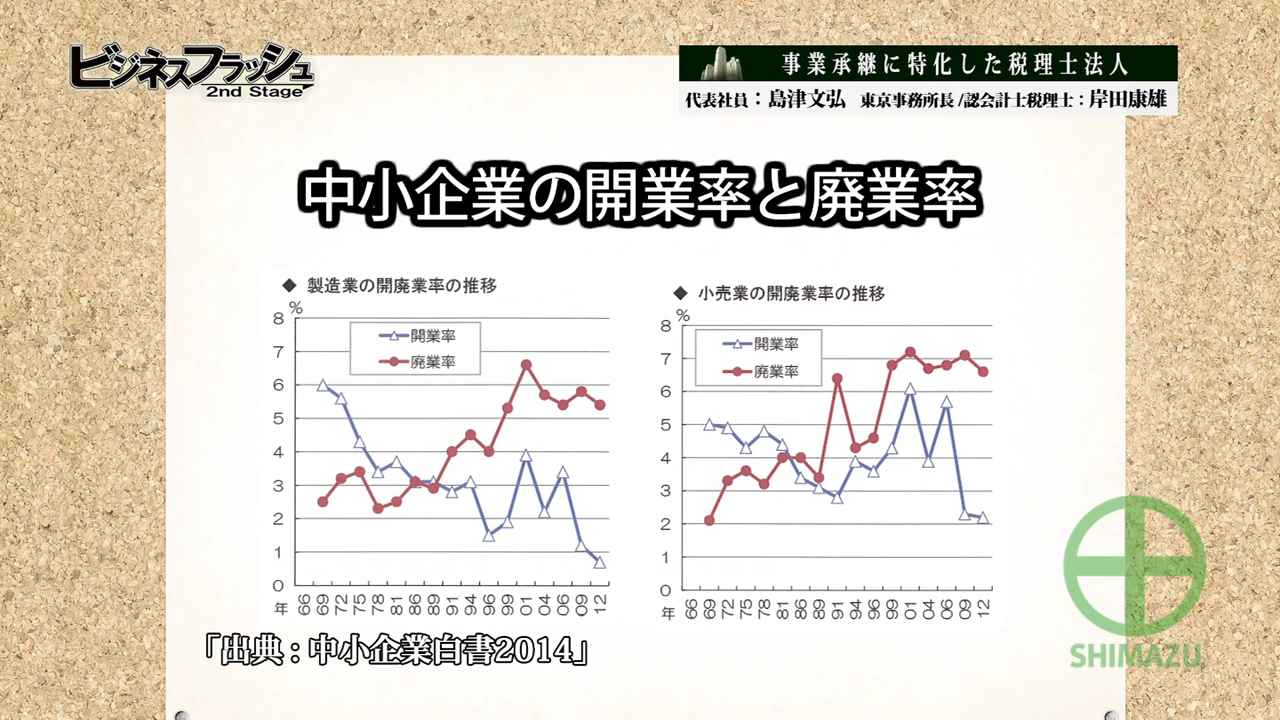 ビジネスフラッシュ
2nd Stage
事業承継に特化した税理士法人
代表社員：島津文弘 東京事務所長/認会計士税理士：岸田康雄
中小企業の開業率と廃業率
◆ 製造業の開廃業率の推移
%
8
7
6
5
4
3
2
1
0
開業率
廃業率
年 66 69 72 75 78 81 86 89 91 94 96 99 01 04 06 09 12
◆ 小売業の開廃業率の推移
%
8
7
6
5
4
3
2
1
0
開業率
廃業率
年 66 69 72 75 78 81 86 89 91 94 96 99 01 04 06 09 12
「出典：中小企業白書2014」
SHIMAZU